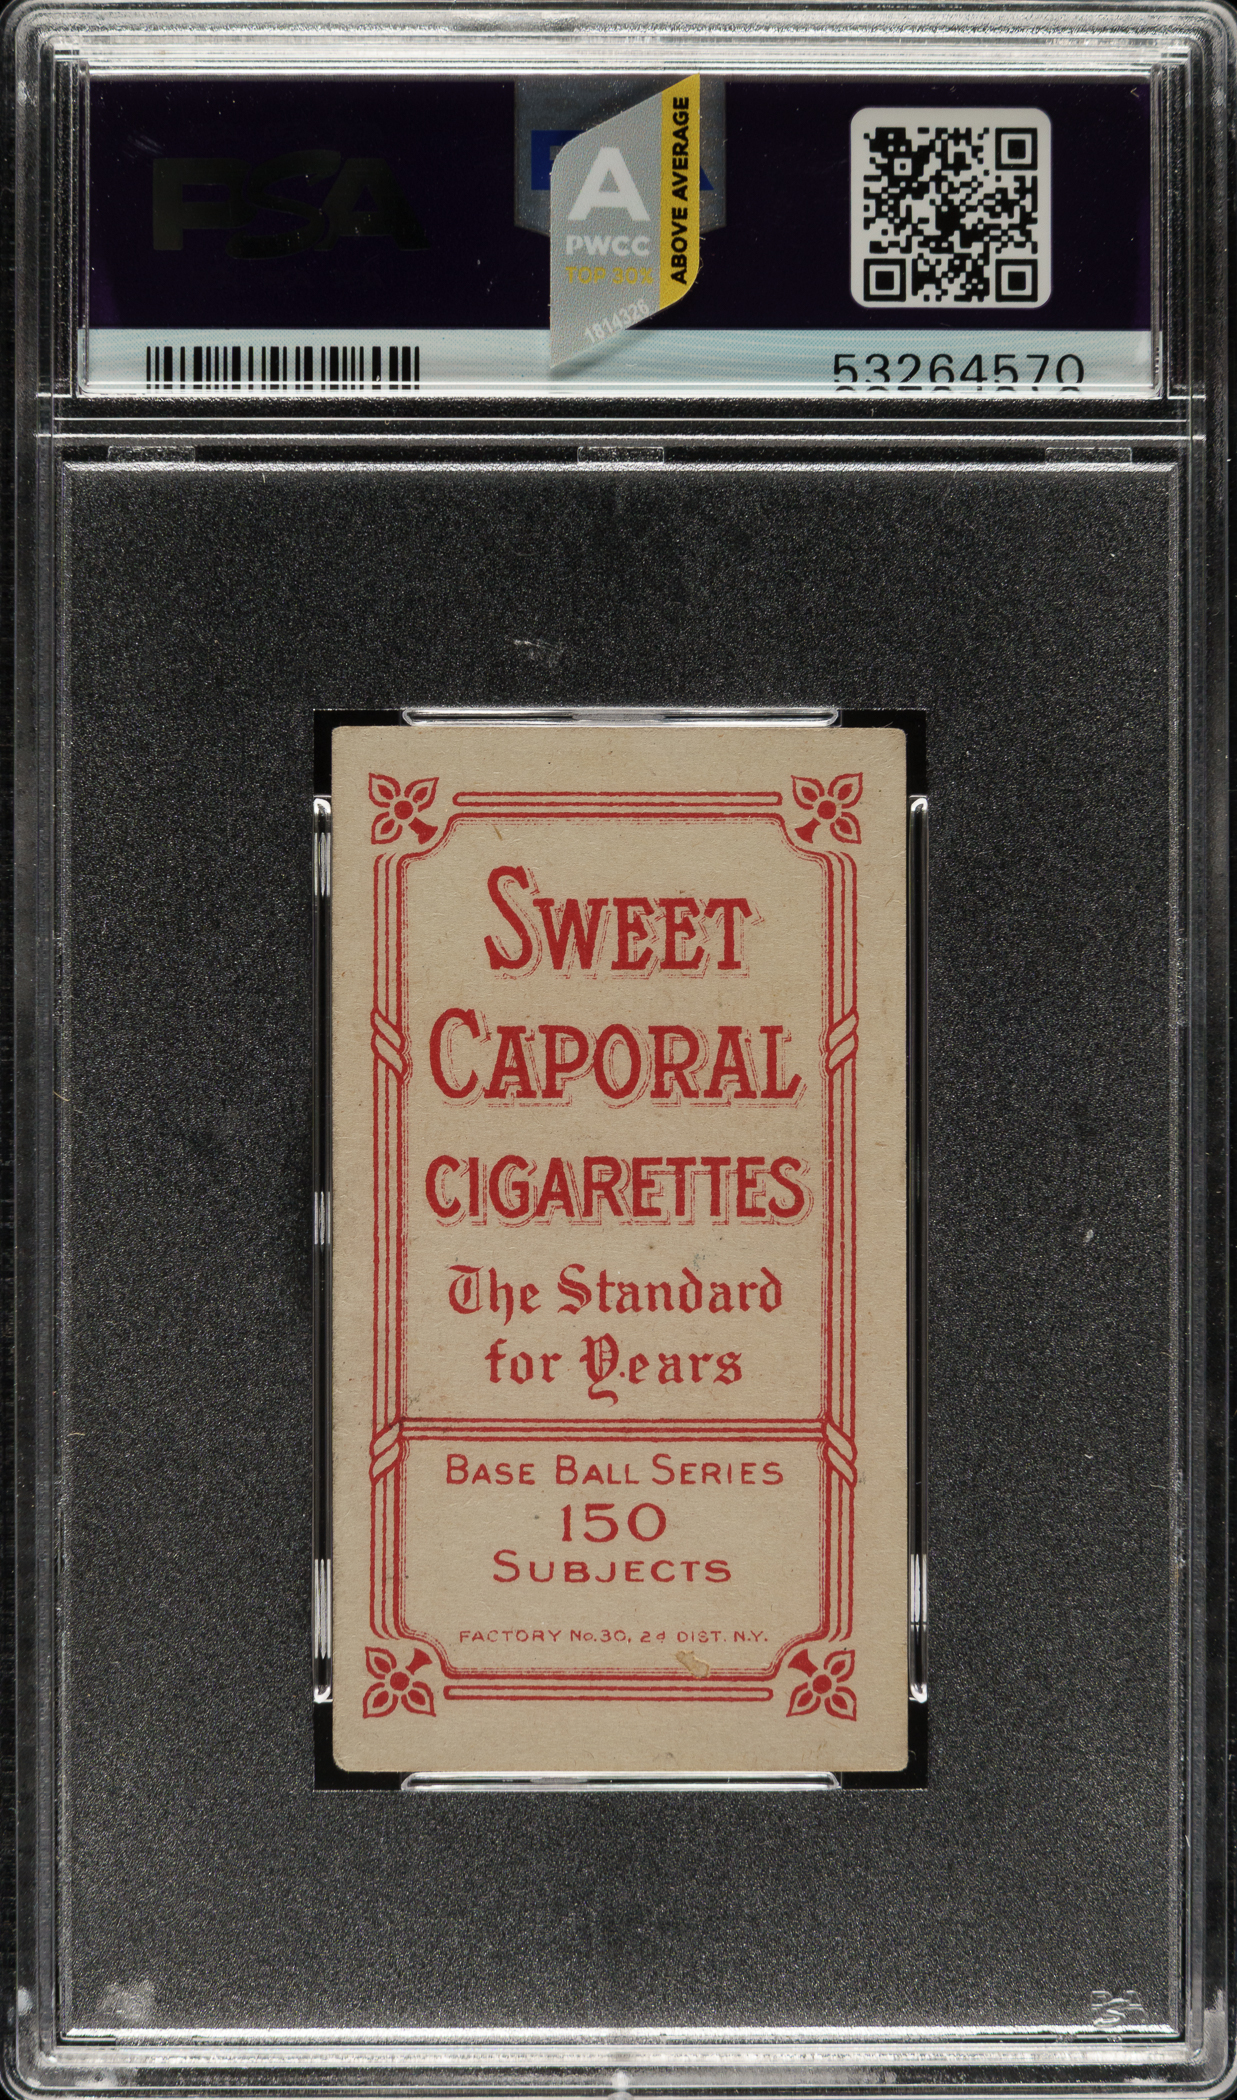 PSA
A
PWCC
TOP 30%
ABOVE AVERAGE
1814326
53264570
SWEET
CAPORAL
CIGARETTES
The Standard
for Years
BASE BALL SERIES
150
SUBJECTS
FACTORY No.30, 2d DIST. N.Y.